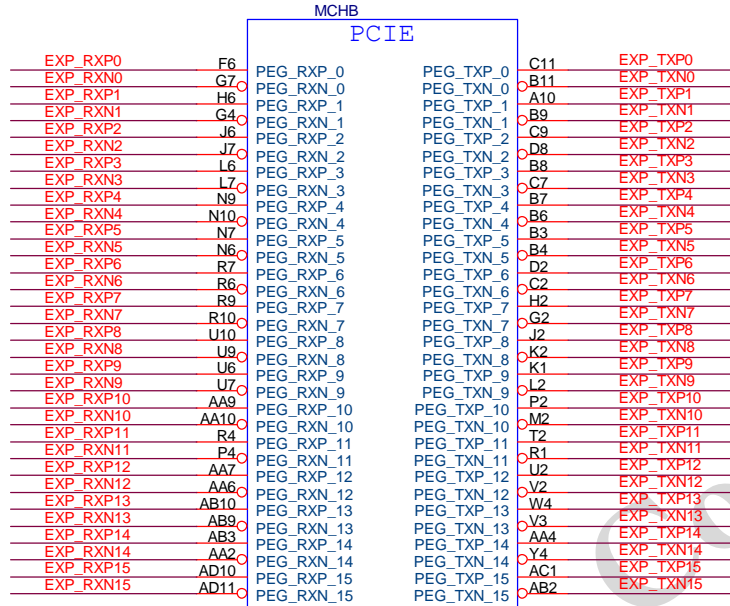 MCHB
PCIE
EXP_RXP0 F6 PEG_RXP_0 PEG_TXP_0 C11 EXP_TXP0
EXP_RXN0 G7 PEG_RXN_0 PEG_TXN_0 B11 EXP_TXN0
EXP_RXP1 H6 PEG_RXP_1 PEG_TXP_1 A10 EXP_TXP1
EXP_RXN1 G4 PEG_RXN_1 PEG_TXN_1 B9 EXP_TXN1
EXP_RXP2 J6 PEG_RXP_2 PEG_TXP_2 C9 EXP_TXP2
EXP_RXN2 J7 PEG_RXN_2 PEG_TXN_2 D8 EXP_TXN2
EXP_RXP3 L6 PEG_RXP_3 PEG_TXP_3 B8 EXP_TXP3
EXP_RXN3 L7 PEG_RXN_3 PEG_TXN_3 C7 EXP_TXN3
EXP_RXP4 N9 PEG_RXP_4 PEG_TXP_4 B7 EXP_TXP4
EXP_RXN4 N10 PEG_RXN_4 PEG_TXN_4 B6 EXP_TXN4
EXP_RXP5 N7 PEG_RXP_5 PEG_TXP_5 B3 EXP_TXP5
EXP_RXN5 N6 PEG_RXN_5 PEG_TXN_5 B4 EXP_TXN5
EXP_RXP6 R7 PEG_RXP_6 PEG_TXP_6 D2 EXP_TXP6
EXP_RXN6 R6 PEG_RXN_6 PEG_TXN_6 C2 EXP_TXN6
EXP_RXP7 R9 PEG_RXP_7 PEG_TXP_7 H2 EXP_TXP7
EXP_RXN7 R10 PEG_RXN_7 PEG_TXN_7 G2 EXP_TXN7
EXP_RXP8 U10 PEG_RXP_8 PEG_TXP_8 J2 EXP_TXP8
EXP_RXN8 U9 PEG_RXN_8 PEG_TXN_8 K2 EXP_TXN8
EXP_RXP9 U6 PEG_RXP_9 PEG_TXP_9 K1 EXP_TXP9
EXP_RXN9 U7 PEG_RXN_9 PEG_TXN_9 L2 EXP_TXN9
EXP_RXP10 AA9 PEG_RXP_10 PEG_TXP_10 P2 EXP_TXP10
EXP_RXN10 AA10 PEG_RXN_10 PEG_TXN_10 M2 EXP_TXN10
EXP_RXP11 R4 PEG_RXP_11 PEG_TXP_11 T2 EXP_TXP11
EXP_RXN11 P4 PEG_RXN_11 PEG_TXN_11 R1 EXP_TXN11
EXP_RXP12 AA7 PEG_RXP_12 PEG_TXP_12 U2 EXP_TXP12
EXP_RXN12 AA6 PEG_RXN_12 PEG_TXN_12 V2 EXP_TXN12
EXP_RXP13 AB10 PEG_RXP_13 PEG_TXP_13 W4 EXP_TXP13
EXP_RXN13 AB9 PEG_RXN_13 PEG_TXN_13 V3 EXP_TXN13
EXP_RXP14 AB3 PEG_RXP_14 PEG_TXP_14 AA4 EXP_TXP14
EXP_RXN14 AA2 PEG_RXN_14 PEG_TXN_14 Y4 EXP_TXN14
EXP_RXP15 AD10 PEG_RXP_15 PEG_TXP_15 AC1 EXP_TXP15
EXP_RXN15 AD11 PEG_RXN_15 PEG_TXN_15 AB2 EXP_TXN15